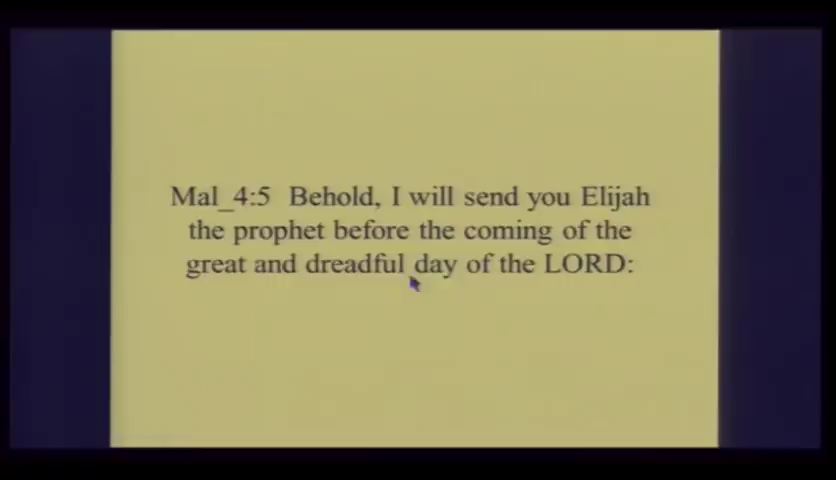 Mal_4:5  Behold, I will send you Elijah
the prophet before the coming of the
great and dreadful day of the LORD: